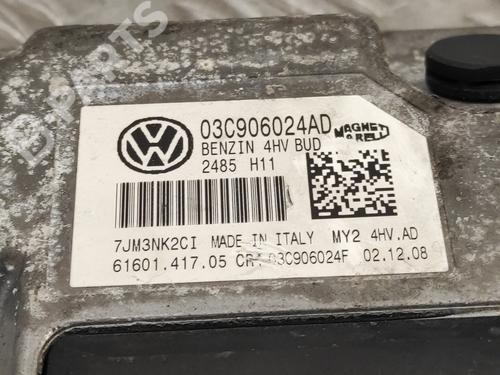 03C906024AD
BENZIN 4HV BUD
2485 H11
MAGNETI
MARELLI
7JM3NK2CI MADE IN ITALY MY2 4HV.AD
61601.417.05 CR. 03C906024F 02.12.08